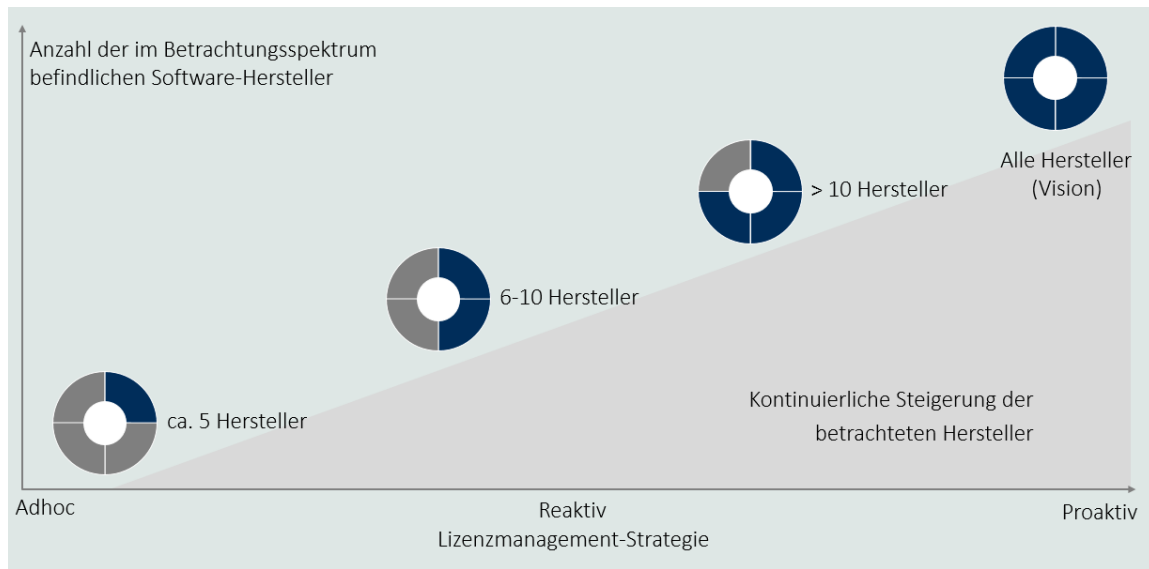 Anzahl der im Betrachtungsspektrum
befindlichen Software-Hersteller
Alle Hersteller
(Vision)
> 10 Hersteller
6-10 Hersteller
ca. 5 Hersteller
Kontinuierliche Steigerung der
betrachteten Hersteller
Adhoc
Reaktiv
Proaktiv
Lizenzmanagement-Strategie